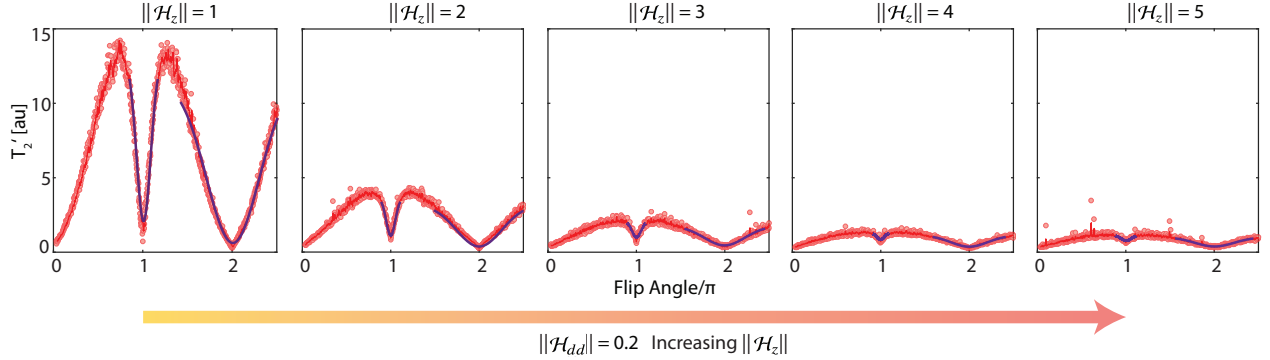 ||ℋz|| = 1
||ℋz|| = 2
||ℋz|| = 3
||ℋz|| = 4
||ℋz|| = 5
T2′ [au]
15
10
5
0
0 1 2
0 1 2
0 1 2
0 1 2
0 1 2
Flip Angle/π
||ℋdd|| = 0.2 Increasing ||ℋz||